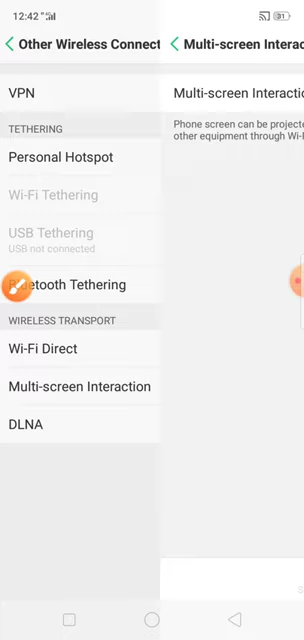 12:42
31
Other Wireless Connect
VPN
TETHERING
Personal Hotspot
Wi-Fi Tethering
USB Tethering
USB not connected
Bluetooth Tethering
WIRELESS TRANSPORT
Wi-Fi Direct
Multi-screen Interaction
DLNA
Multi-screen Interac
Multi-screen Interactio
Phone screen can be projecte
other equipment through Wi-F